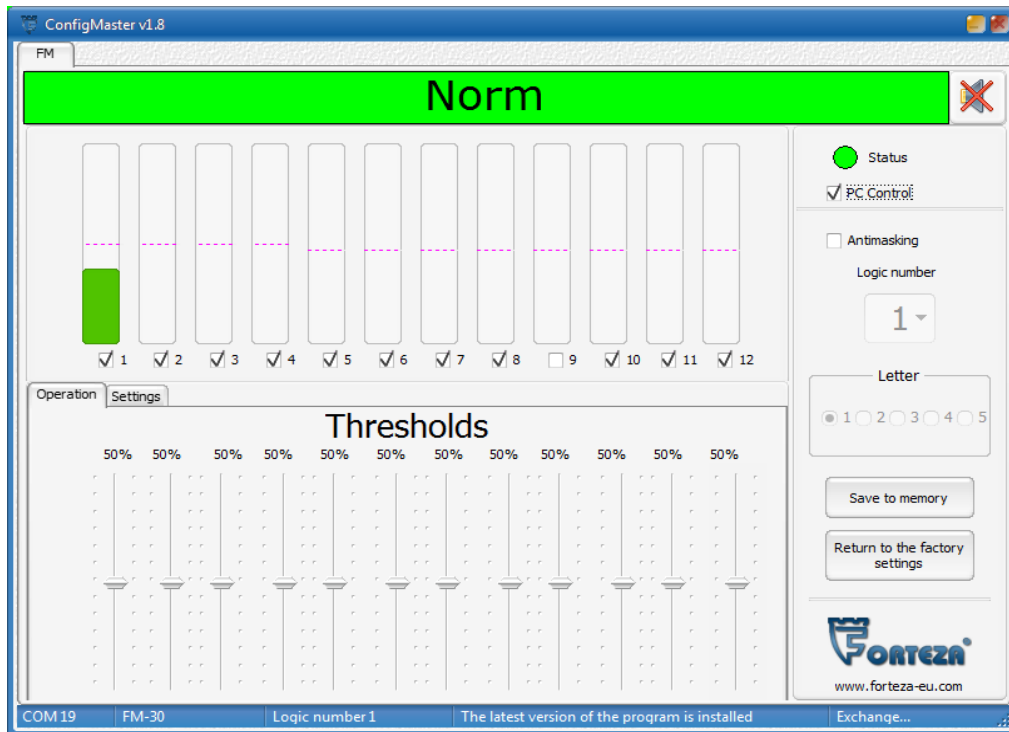 ConfigMaster v1.8
FM
Norm
Status
PC Control
Antimasking
Logic number
1
1 2 3 4 5 6 7 8 9 10 11 12
Letter
1 2 3 4 5
Operation Settings
Thresholds
50% 50% 50% 50% 50% 50% 50% 50% 50% 50% 50% 50%
Save to memory
Return to the factory
settings
FORTEZA
www.forteza-eu.com
COM 19 FM-30 Logic number 1 The latest version of the program is installed Exchange...